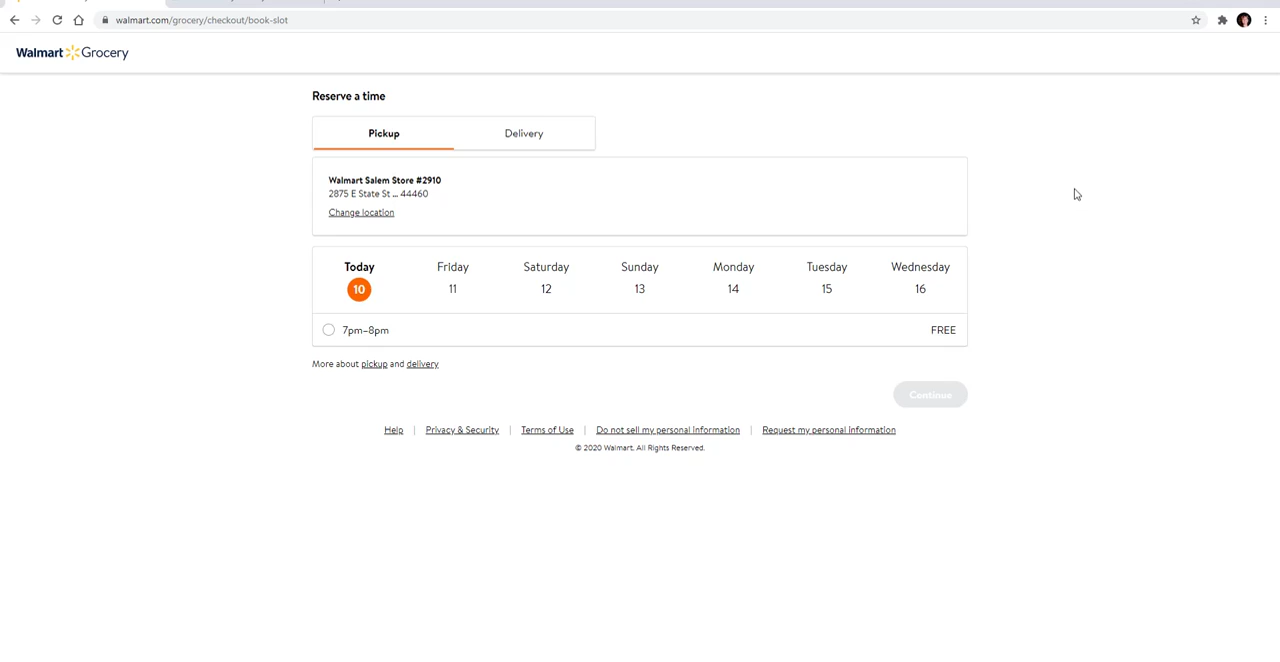 walmart.com/grocery/checkout/book-slot
Walmart Grocery
Reserve a time
Pickup Delivery
Walmart Salem Store #2910
2875 E State St ... 44460
Change location
Today Friday Saturday Sunday Monday Tuesday Wednesday
10 11 12 13 14 15 16
7pm–8pm FREE
More about pickup and delivery
Continue
Help | Privacy & Security | Terms of Use | Do not sell my personal information | Request my personal information
© 2020 Walmart. All Rights Reserved.